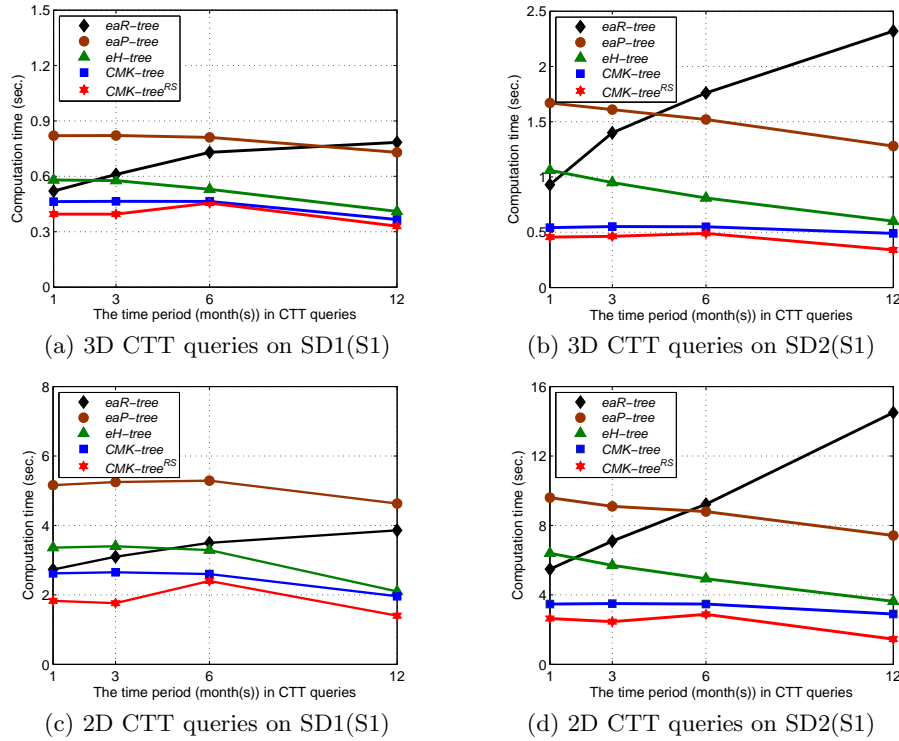 1.5
1.2
0.9
0.6
0.3
0
Computation time (sec.)
eaR−tree
eaP−tree
eH−tree
CMK−tree
CMK−tree^RS
1 3 6 12
The time period (month(s)) in CTT queries
(a) 3D CTT queries on SD1(S1)
2.5
2
1.5
1
0.5
0
Computation time (sec.)
eaR−tree
eaP−tree
eH−tree
CMK−tree
CMK−tree^RS
1 3 6 12
The time period (month(s)) in CTT queries
(b) 3D CTT queries on SD2(S1)
8
6
4
2
0
Computation time (sec.)
eaR−tree
eaP−tree
eH−tree
CMK−tree
CMK−tree^RS
1 3 6 12
The time period (month(s)) in CTT queries
(c) 2D CTT queries on SD1(S1)
16
12
8
4
0
Computation time (sec.)
eaR−tree
eaP−tree
eH−tree
CMK−tree
CMK−tree^RS
1 3 6 12
The time period (month(s)) in CTT queries
(d) 2D CTT queries on SD2(S1)